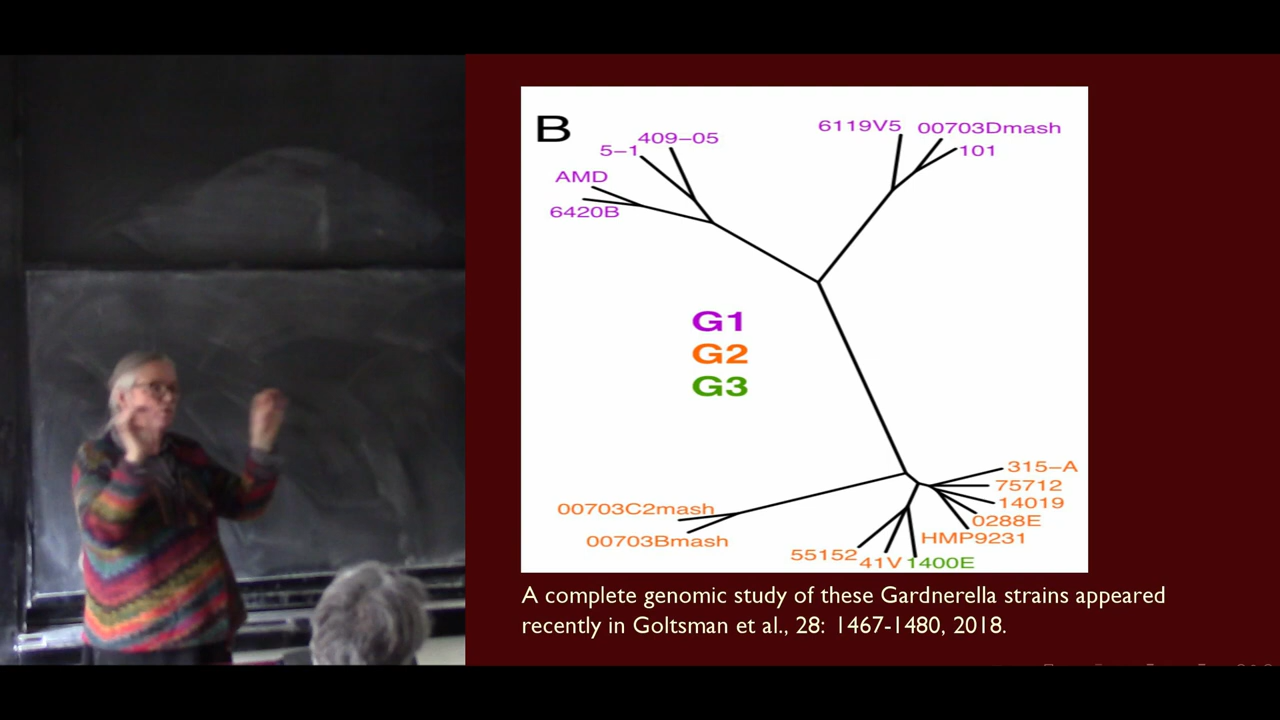 B
409–05
5–1
AMD
6420B
6119V5
00703Dmash
101
G1
G2
G3
315–A
75712
14019
0288E
HMP9231
00703C2mash
00703Bmash
55152
41V
1400E
A complete genomic study of these Gardnerella strains appeared
recently in Goltsman et al., 28: 1467-1480, 2018.